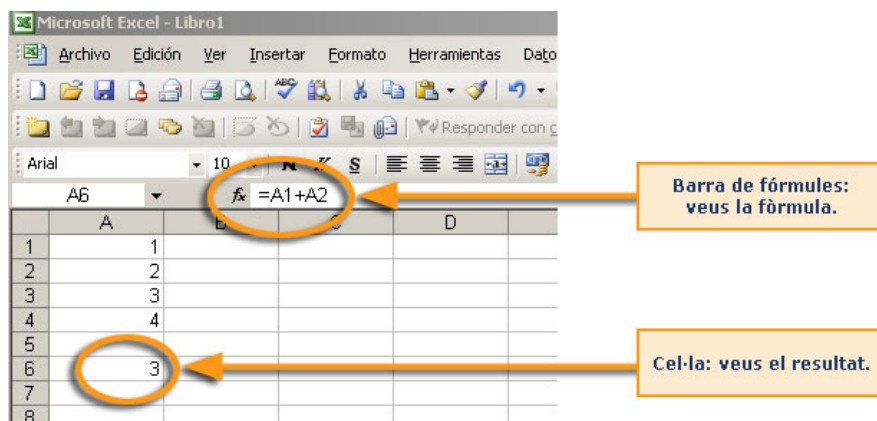 Microsoft Excel - Libro1
Archivo Edición Ver Insertar Formato Herramientas Dato
ABC
Responder con
Arial 10 N K S
A6 fx =A1+A2
Barra de fórmules:
veus la fòrmula.
A B C D
1 1
2 2
3 3
4 4
5
6 3
Cel·la: veus el resultat.
7
8